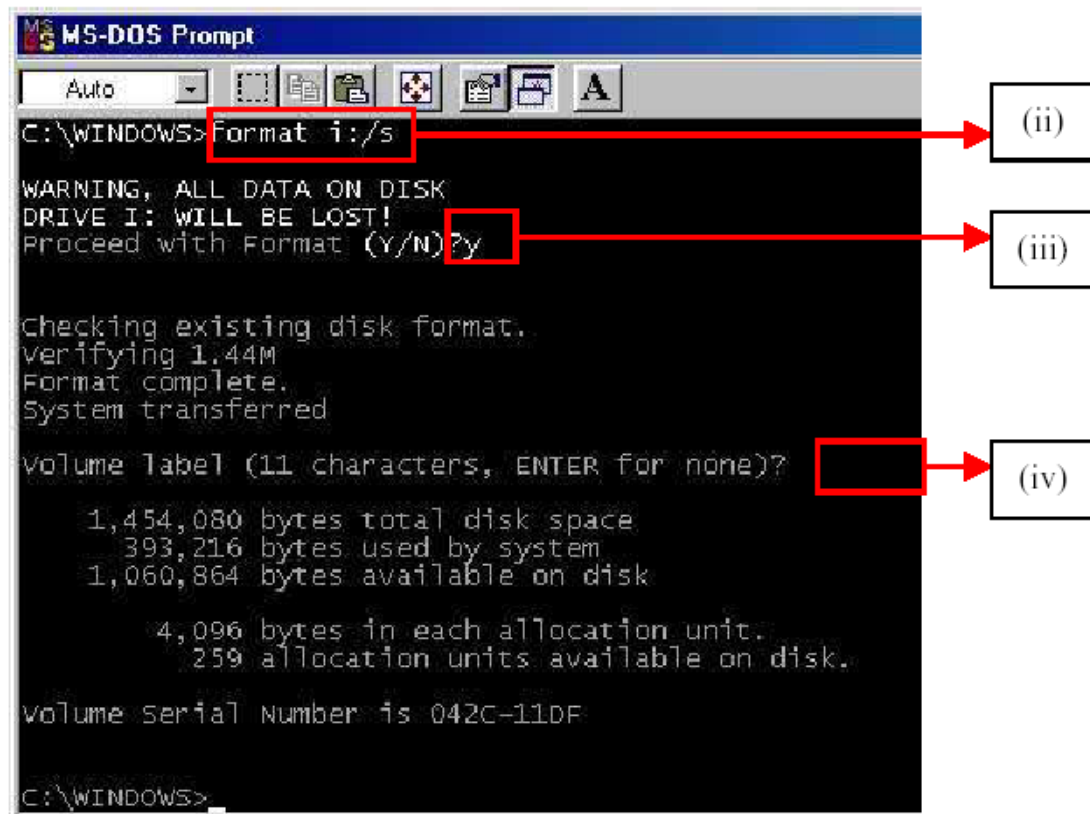 MS-DOS Prompt
Auto
A
C:\WINDOWS>format i:/s
(ii)
WARNING, ALL DATA ON DISK
DRIVE I: WILL BE LOST!
Proceed with Format (Y/N)?y
(iii)
Checking existing disk format.
Verifying 1.44M
Format complete.
System transferred
Volume label (11 characters, ENTER for none)?
(iv)
1,454,080 bytes total disk space
393,216 bytes used by system
1,060,864 bytes available on disk
4,096 bytes in each allocation unit.
259 allocation units available on disk.
Volume Serial Number is 042C-11DF
C:\WINDOWS>_